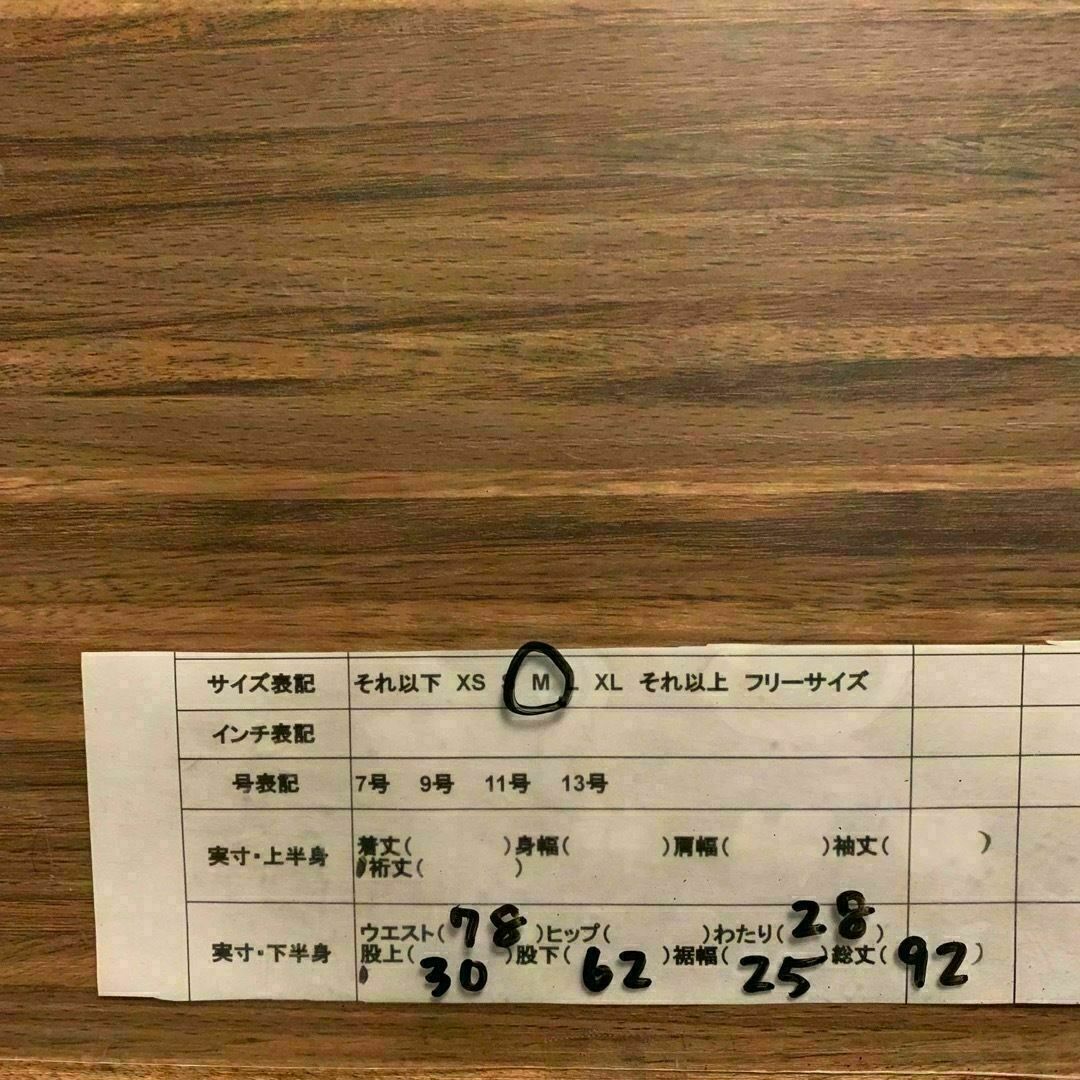 サイズ表記 それ以下 XS S M L XL それ以上 フリーサイズ
インチ表記
号表記 7号 9号 11号 13号
実寸・上半身 着丈( )身幅( )肩幅( )袖丈( )
裄丈( )
実寸・下半身 ウエスト(78)ヒップ( )わたり(28)
股上(30)股下(62)裾幅(25)総丈(92)